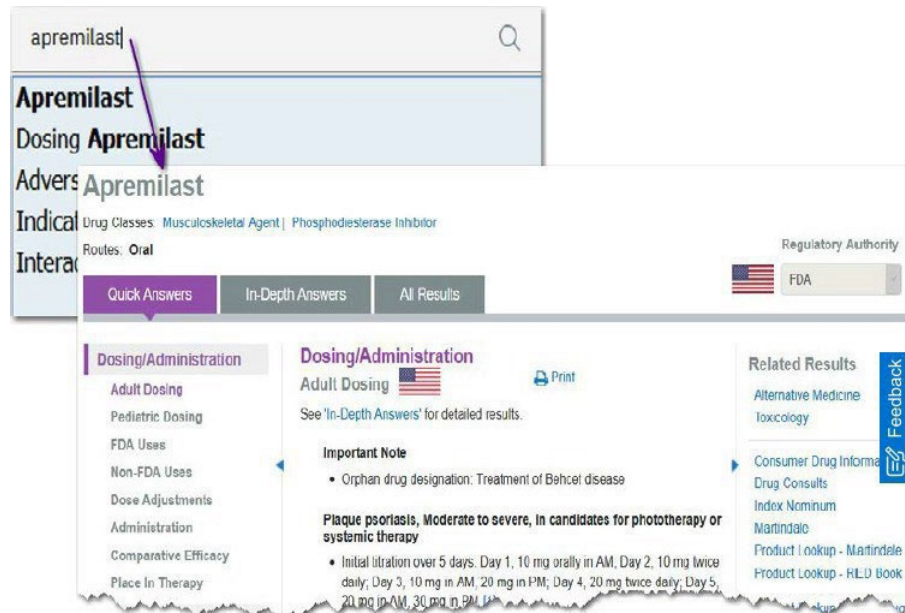 apremilast
Apremilast
Dosing Apremilast
Advers
Indicat
Interac
Apremilast
Drug Classes: Musculoskeletal Agent | Phosphodiesterase Inhibitor
Routes: Oral
Regulatory Authority
FDA
Quick Answers In-Depth Answers All Results
Dosing/Administration
Adult Dosing
Pediatric Dosing
FDA Uses
Non-FDA Uses
Dose Adjustments
Administration
Comparative Efficacy
Place In Therapy
Dosing/Administration
Adult Dosing
Print
See 'In-Depth Answers' for detailed results.
Important Note
• Orphan drug designation: Treatment of Behcet disease
Plaque psoriasis, Moderate to severe, in candidates for phototherapy or
systemic therapy
• Initial titration over 5 days. Day 1, 10 mg orally in AM, Day 2, 10 mg twice
daily; Day 3, 10 mg in AM, 20 mg in PM; Day 4, 20 mg twice daily; Day 5,
20 mg in AM, 30 mg in PM
Related Results
Alternative Medicine
Toxicology
Consumer Drug Informa
Drug Consults
Index Nominum
Martindale
Product Lookup - Martindale
Product Lookup - RED Book
Feedback